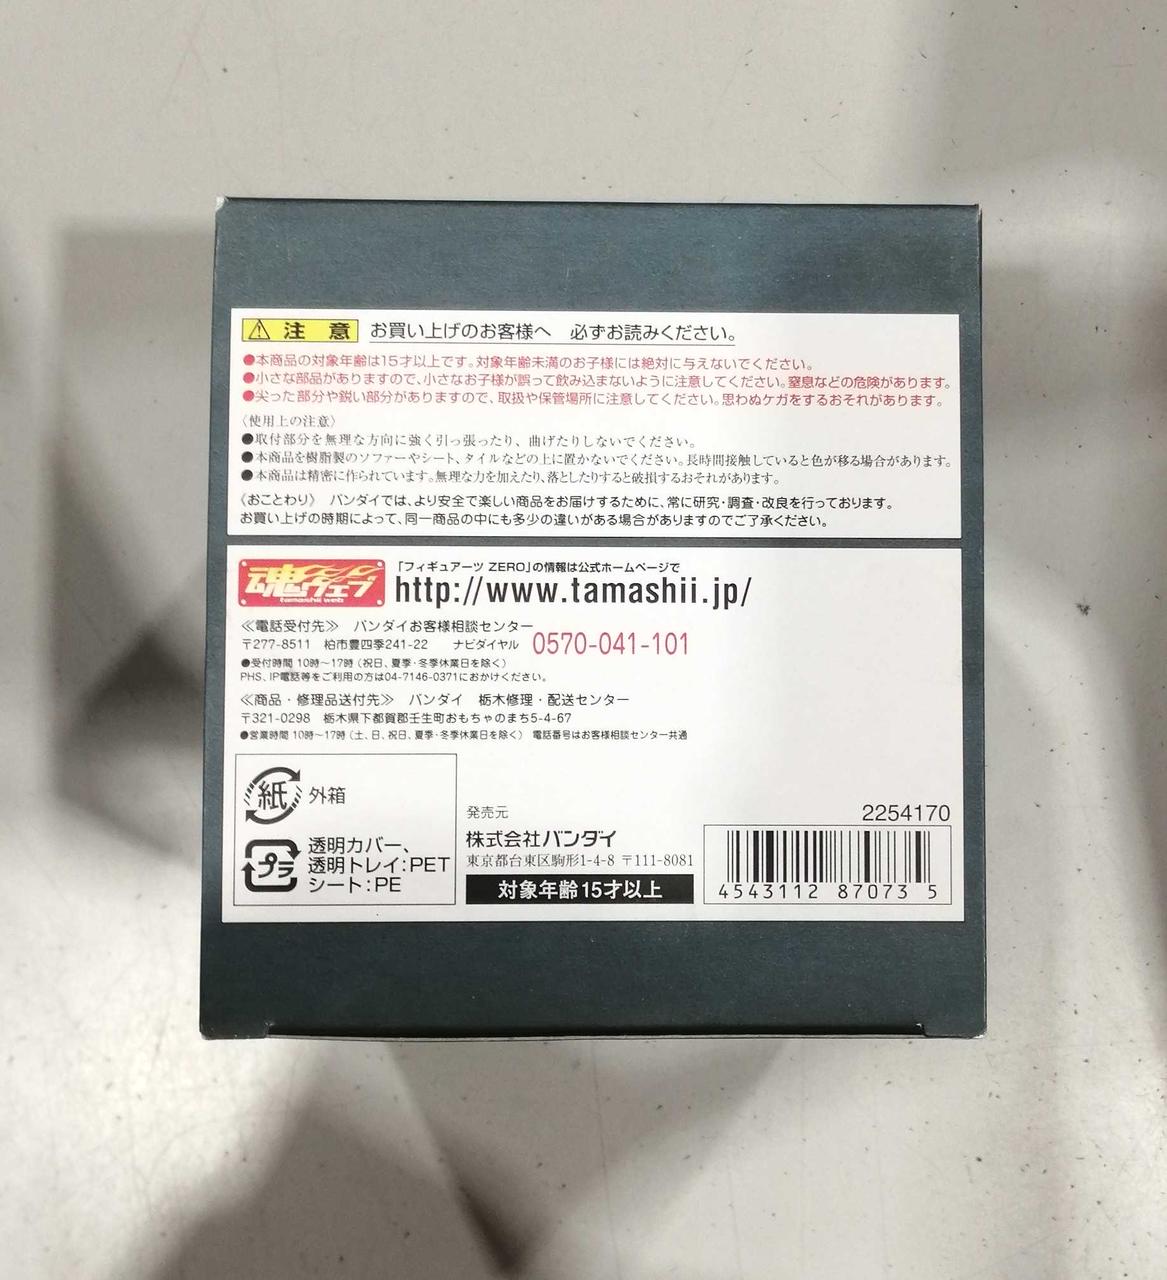 ⚠ 注 意 お買い上げのお客様へ 必ずお読みください。
●本商品の対象年齢は15才以上です。対象年齢未満のお子様には絶対に与えないでください。
●小さな部品がありますので、小さなお子様が誤って飲み込まないように注意してください。窒息などの危険があります。
●尖った部分や鋭い部分がありますので、取扱や保管場所に注意してください。思わぬケガをするおそれがあります。
〈使用上の注意〉
●取付部分を無理な方向に強く引っ張ったり、曲げたりしないでください。
●本商品を樹脂製のソファーやシート、タイルなどの上に置かないでください。長時間接触していると色が移る場合があります。
●本商品は精密に作られています。無理な力を加えたり、落としたりすると破損するおそれがあります。
《おことわり》 バンダイでは、より安全で楽しい商品をお届けするために、常に研究・調査・改良を行っております。
お買い上げの時期によって、同一商品の中にも多少の違いがある場合がありますのでご了承ください。
魂ウェブ
tamashii web
「フィギュアーツ ZERO」の情報は公式ホームページで
http://www.tamashii.jp/
≪電話受付先≫ バンダイお客様相談センター
〒277-8511 柏市豊四季241-22 ナビダイヤル 0570-041-101
●受付時間 10時〜17時（祝日、夏季・冬季休業日を除く）
PHS、IP電話等をご利用の方は04-7146-0371におかけください。
≪商品・修理品送付先≫ バンダイ 栃木修理・配送センター
〒321-0298 栃木県下都賀郡壬生町おもちゃのまち5-4-67
●営業時間 10時〜17時（土、日、祝日、夏季・冬季休業日を除く） 電話番号はお客様相談センター共通
紙 外箱
プラ 透明カバー、
透明トレイ:PET
シート:PE
発売元
株式会社バンダイ
東京都台東区駒形1-4-8 〒111-8081
対象年齢15才以上
2254170
4543112 87073 5